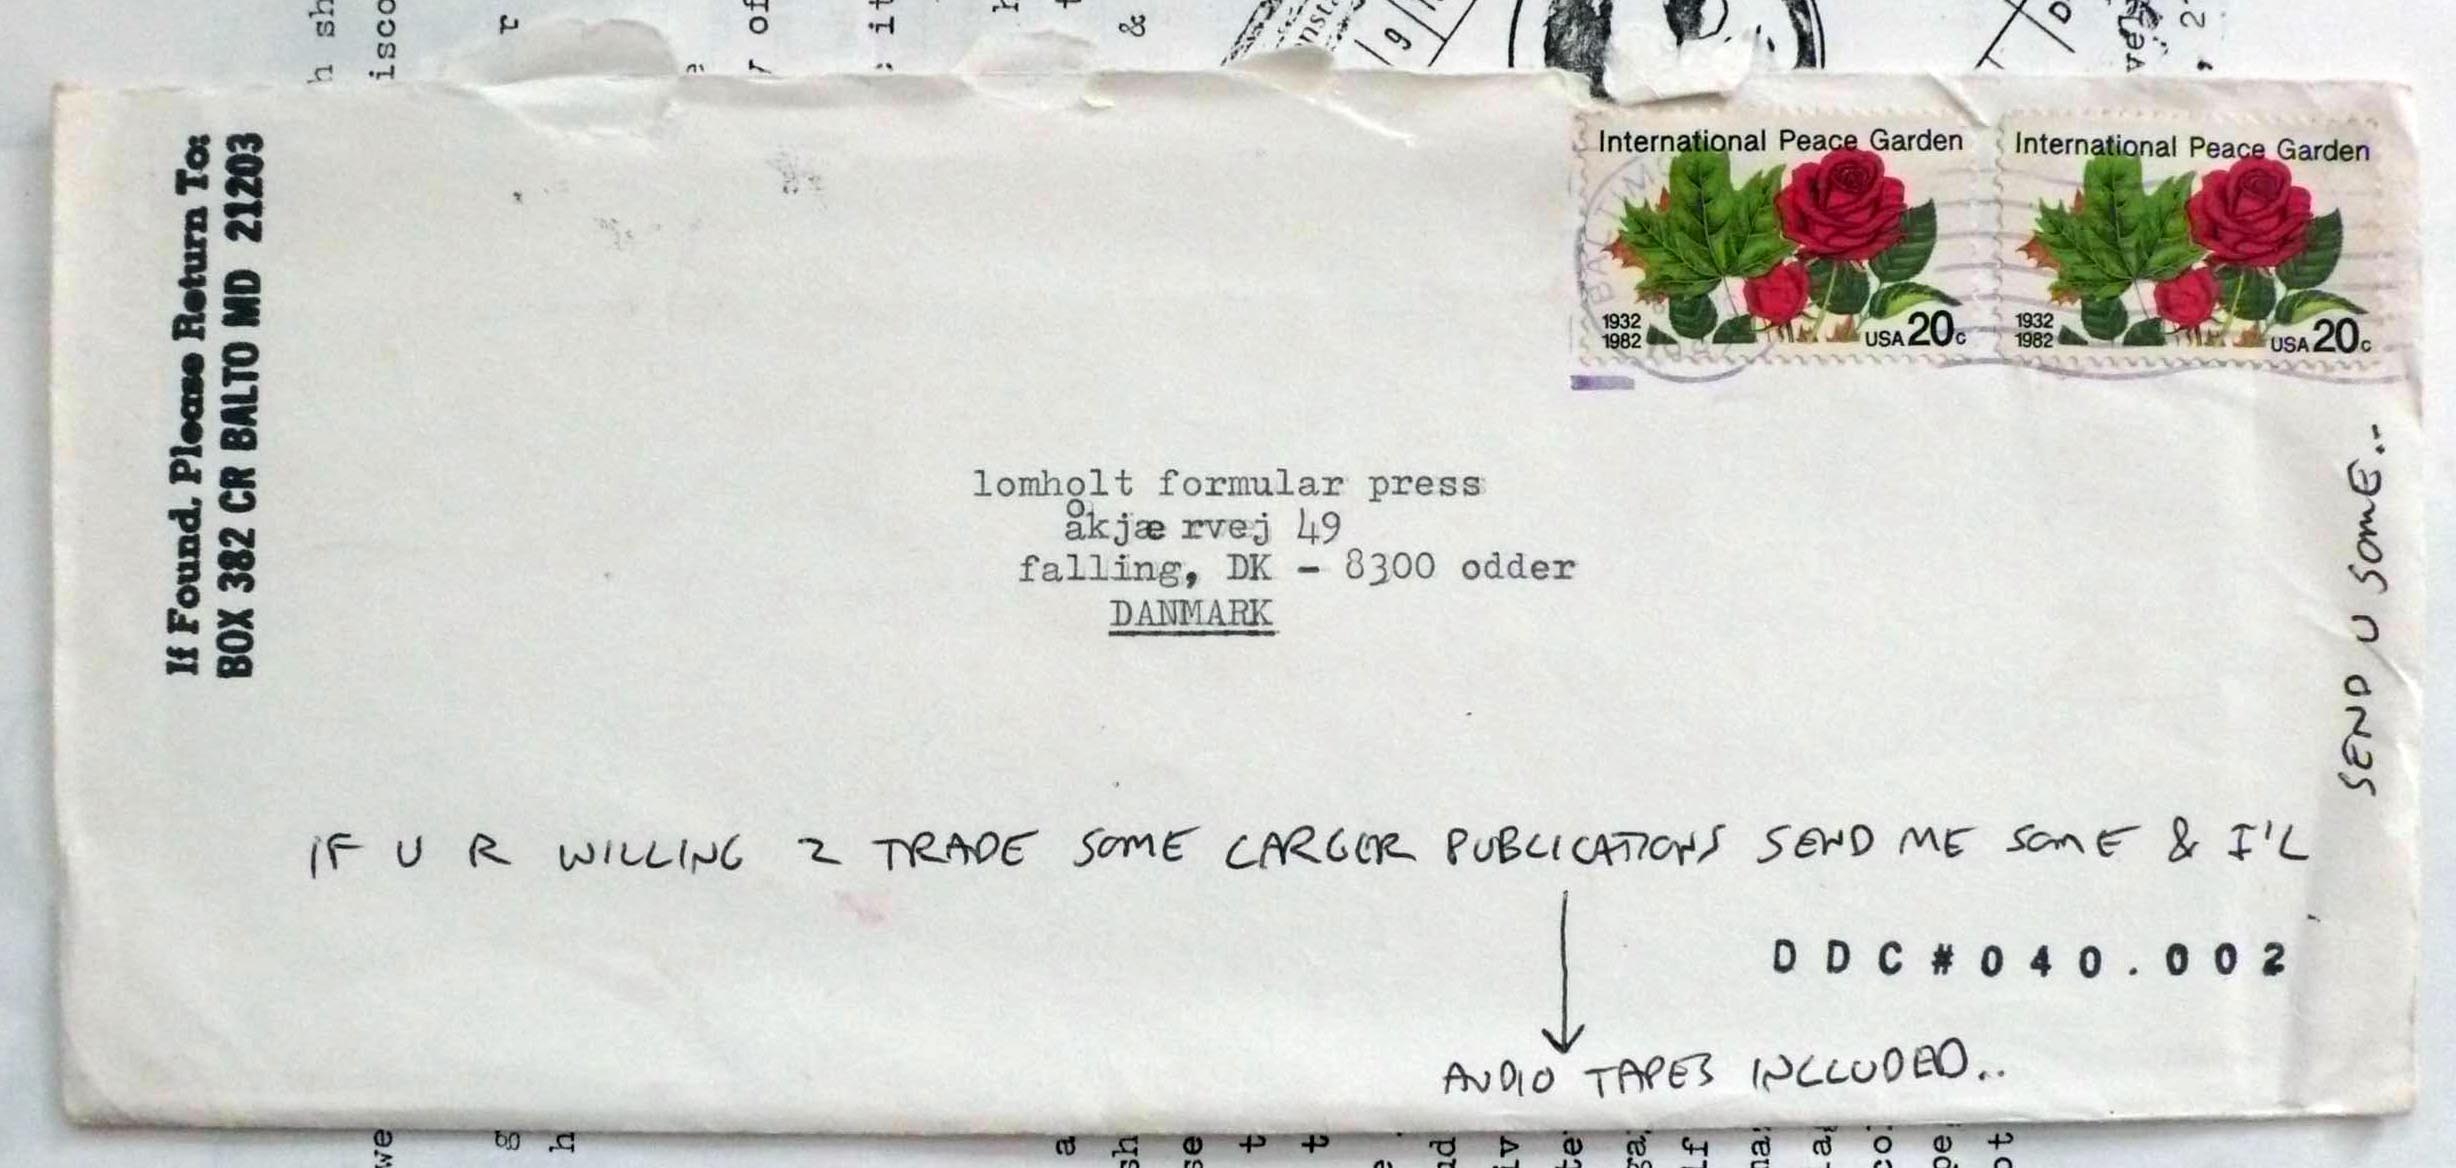 If Found, Please Return To:
BOX 382 CR BALTO MD 21203
International Peace Garden
1932
1982
USA 20c
International Peace Garden
1932
1982
USA 20c
lomholt formular press
åkjæ rvej 49
falling, DK - 8300 odder
DANMARK
IF U R WILLING 2 TRADE SOME LARGER PUBLICATIONS SEND ME SOME & I'L
SEND U SOME..
DDC#040.002
AUDIO TAPES INCLUDED..